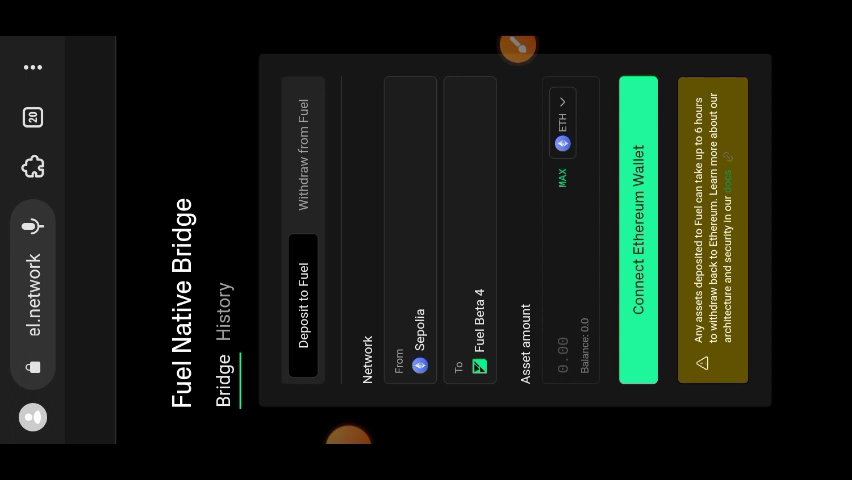 20
el.network
Fuel Native Bridge
Bridge History
Deposit to Fuel Withdraw from Fuel
Network
From
Sepolia
To
Fuel Beta 4
Asset amount
0.00 MAX ETH
Balance: 0.0
Connect Ethereum Wallet
Any assets deposited to Fuel can take up to 6 hours
to withdraw back to Ethereum. Learn more about our
architecture and security in our docs